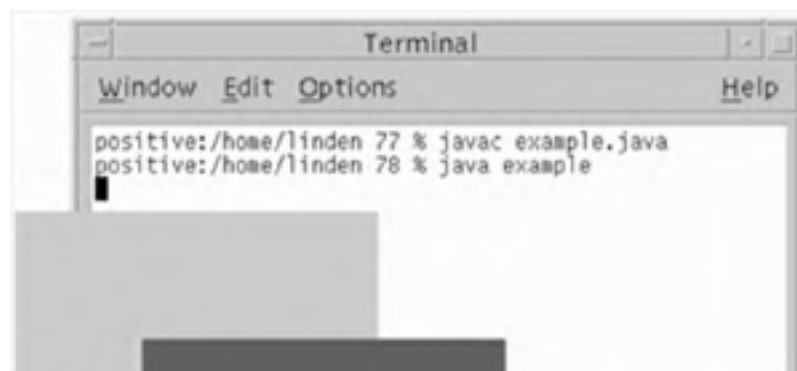 Terminal
Window Edit Options Help
positive:/home/linden 77 % javac example.java
positive:/home/linden 78 % java example